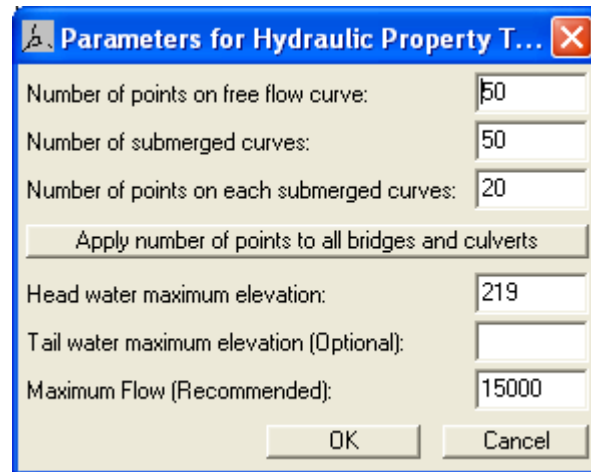 Parameters for Hydraulic Property T...
Number of points on free flow curve: 50
Number of submerged curves: 50
Number of points on each submerged curves: 20
Apply number of points to all bridges and culverts
Head water maximum elevation: 219
Tail water maximum elevation (Optional):
Maximum Flow (Recommended): 15000
OK Cancel